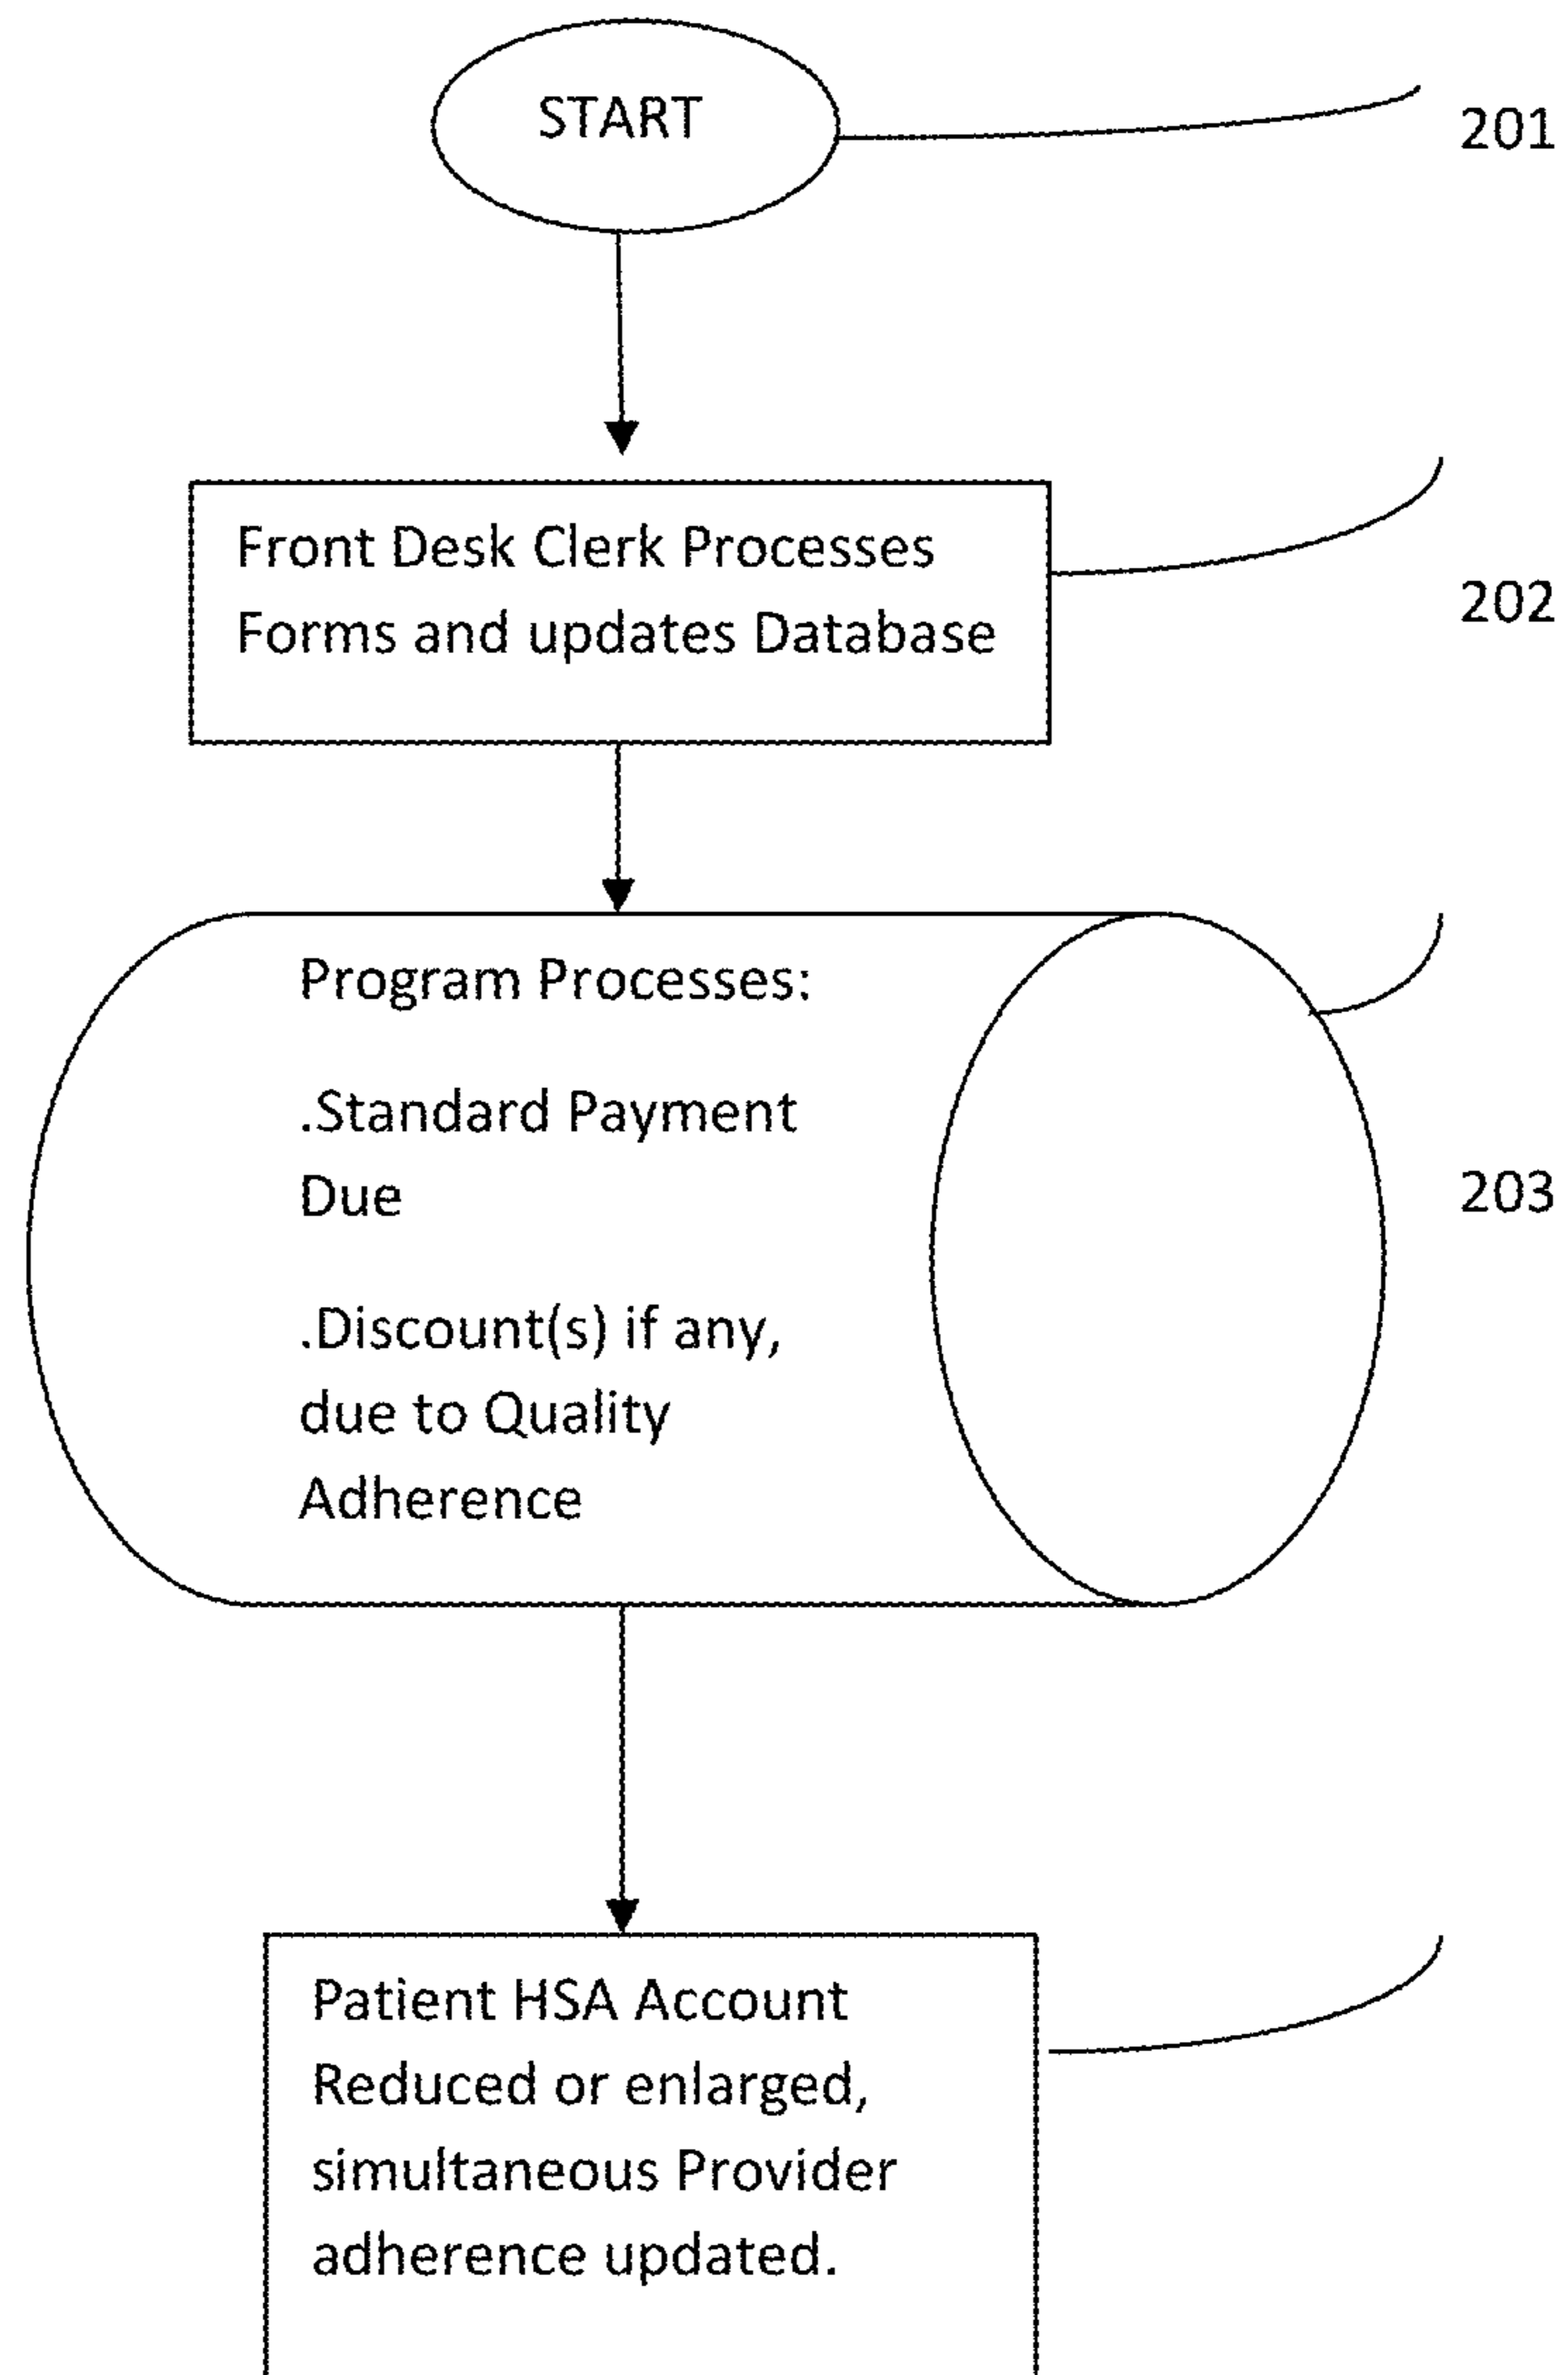 START
201
Front Desk Clerk Processes
Forms and updates Database
202
Program Processes:
.Standard Payment
Due
203
.Discount(s) if any,
due to Quality
Adherence
Patient HSA Account
Reduced or enlarged,
simultaneous Provider
adherence updated.